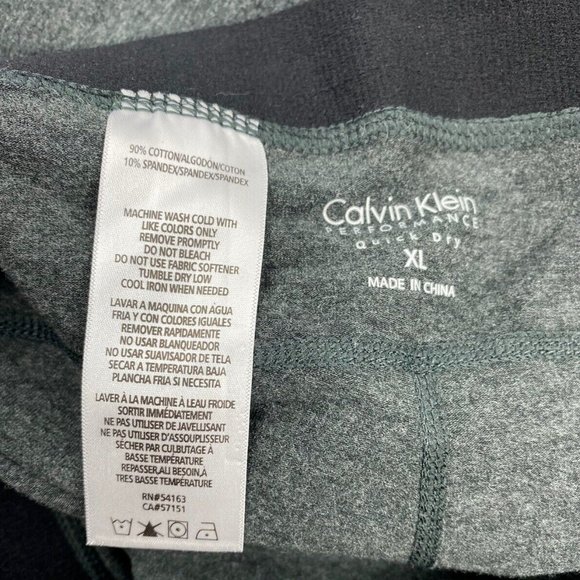 90% COTTON/ALGODÓN/COTON
10% SPANDEX/SPANDEX/SPANDEX
MACHINE WASH COLD WITH
LIKE COLORS ONLY
REMOVE PROMPTLY
DO NOT BLEACH
DO NOT USE FABRIC SOFTENER
TUMBLE DRY LOW
COOL IRON WHEN NEEDED
LAVAR A MAQUINA CON AGUA
FRIA Y CON COLORES IGUALES
REMOVER RAPIDAMENTE
NO USAR BLANQUEADOR
NO USAR SUAVISADOR DE TELA
SECAR A TEMPERATURA BAJA
PLANCHA FRIA SI NECESITA
LAVER À LA MACHINE À LEAU FROIDE
SORTIR IMMÉDIATEMENT
NE PAS UTILISER DE JAVELLISANT
NE PAS UTILISER D'ASSOUPLISEUR
SÉCHER PAR CULBUTAGE À
BASSE TEMPÉRATURE
REPASSER,AU BESOIN,À
TRES BASSE TEMPÉRATURE
RN#54163
CA#57151
Calvin Klein
PERFORMANCE
Quick Dry
XL
MADE IN CHINA